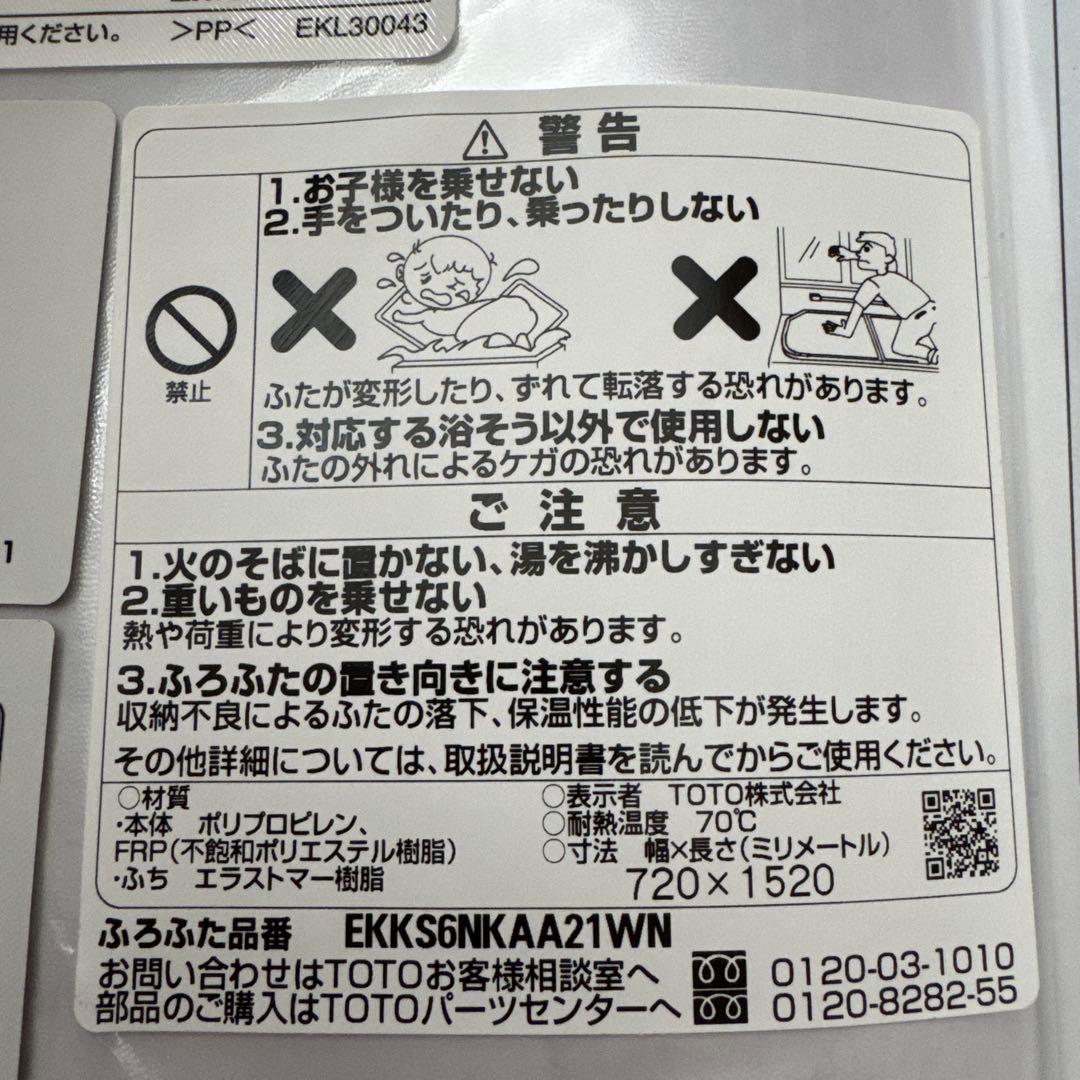 用ください。 >PP< EKL30043
警告
1.お子様を乗せない
2.手をついたり、乗ったりしない
禁止
ふたが変形したり、ずれて転落する恐れがあります。
3.対応する浴そう以外で使用しない
ふたの外れによるケガの恐れがあります。
ご注意
1.火のそばに置かない、湯を沸かしすぎない
2.重いものを乗せない
熱や荷重により変形する恐れがあります。
3.ふろふたの置き向きに注意する
収納不良によるふたの落下、保温性能の低下が発生します。
その他詳細については、取扱説明書を読んでからご使用ください。
○材質
・本体 ポリプロピレン、
FRP(不飽和ポリエステル樹脂)
・ふち エラストマー樹脂
○表示者 TOTO株式会社
○耐熱温度 70℃
○寸法 幅×長さ(ミリメートル)
720×1520
ふろふた品番 EKKS6NKAA21WN
お問い合わせはTOTOお客様相談室へ 0120-03-1010
部品のご購入はTOTOパーツセンターへ 0120-8282-55
1